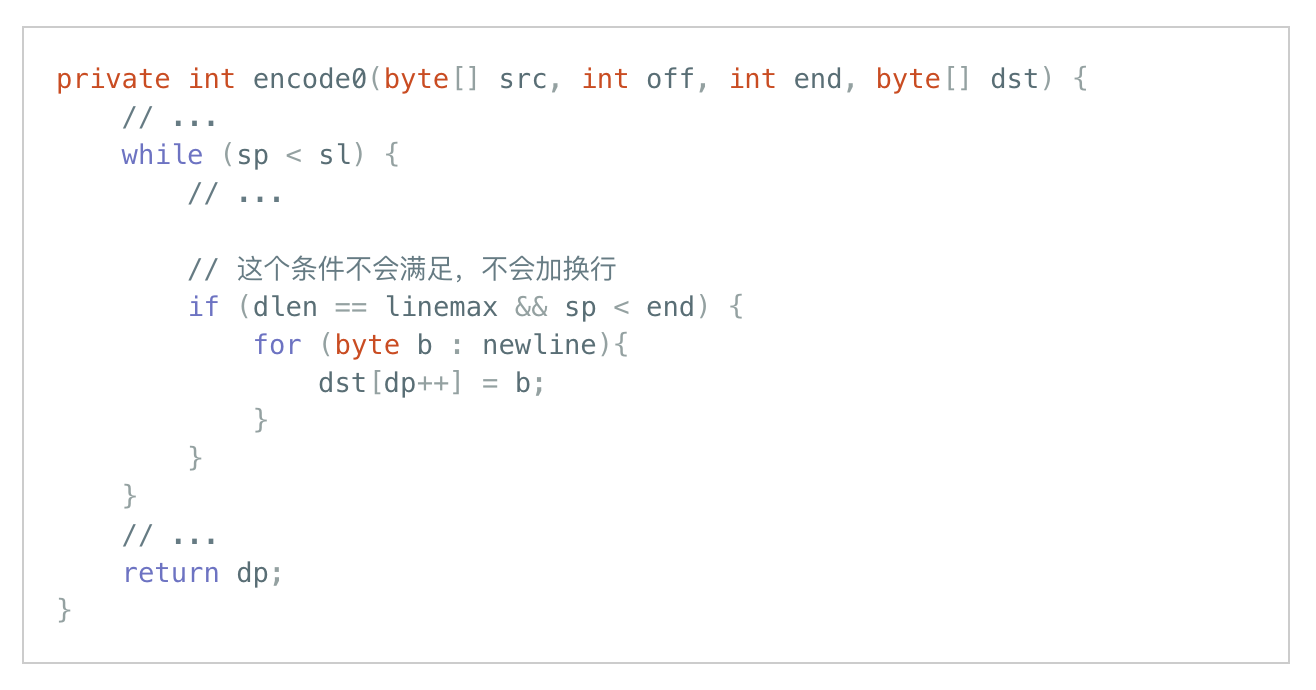 private int encode0(byte[] src, int off, int end, byte[] dst) {
    // ...
    while (sp < sl) {
        // ...

        // 这个条件不会满足，不会加换行
        if (dlen == linemax && sp < end) {
            for (byte b : newline){
                dst[dp++] = b;
            }
        }
    }
    // ...
    return dp;
}